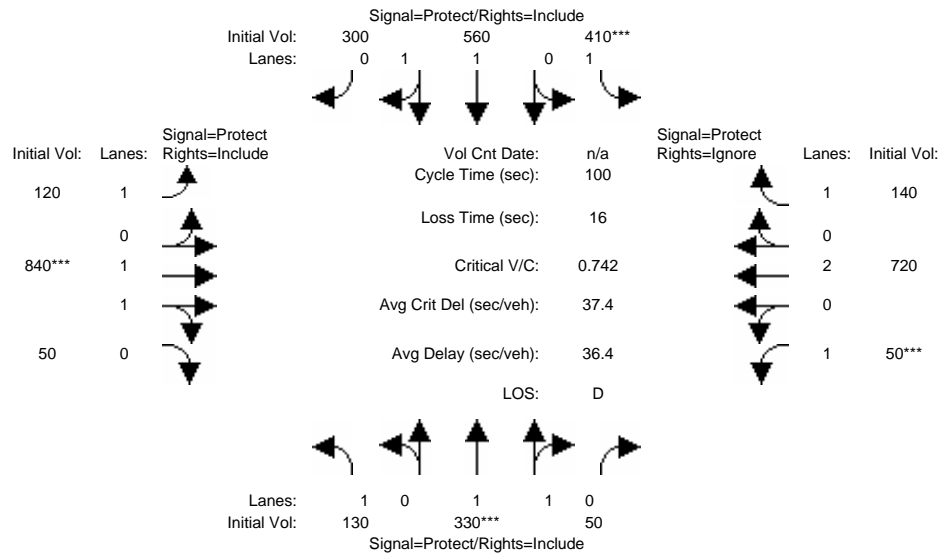 Signal=Protect/Rights=Include
Initial Vol: 300 560 410***
Lanes: 0 1 1 0 1
Signal=Protect Signal=Protect
Initial Vol: Lanes: Rights=Include Vol Cnt Date: n/a Rights=Ignore Lanes: Initial Vol:
Cycle Time (sec): 100
120 1 1 140
Loss Time (sec): 16
0 0
840*** 1 Critical V/C: 0.742 2 720
1 Avg Crit Del (sec/veh): 37.4 0
50 0 Avg Delay (sec/veh): 36.4 1 50***
LOS: D
Lanes: 1 0 1 1 0
Initial Vol: 130 330*** 50
Signal=Protect/Rights=Include